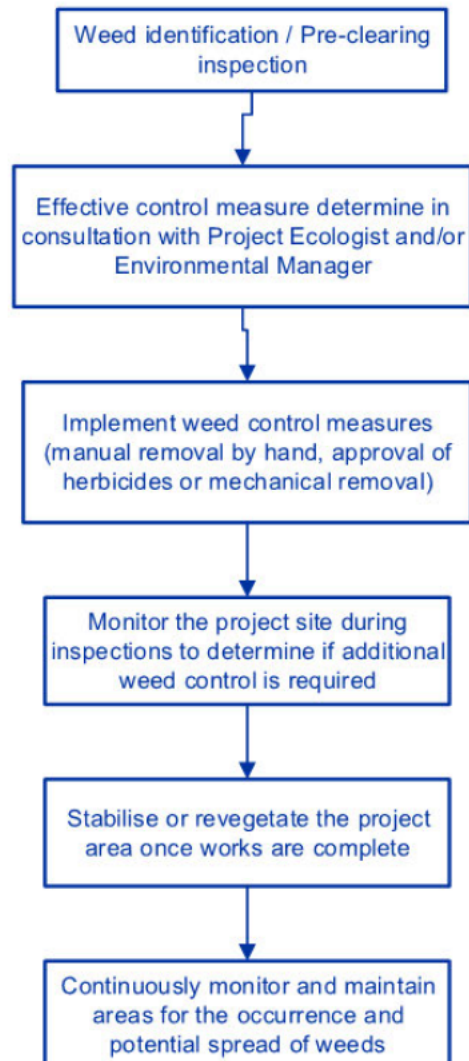 Weed identification / Pre-clearing
inspection
Effective control measure determine in
consultation with Project Ecologist and/or
Environmental Manager
Implement weed control measures
(manual removal by hand, approval of
herbicides or mechanical removal)
Monitor the project site during
inspections to determine if additional
weed control is required
Stabilise or revegetate the project
area once works are complete
Continuously monitor and maintain
areas for the occurrence and
potential spread of weeds